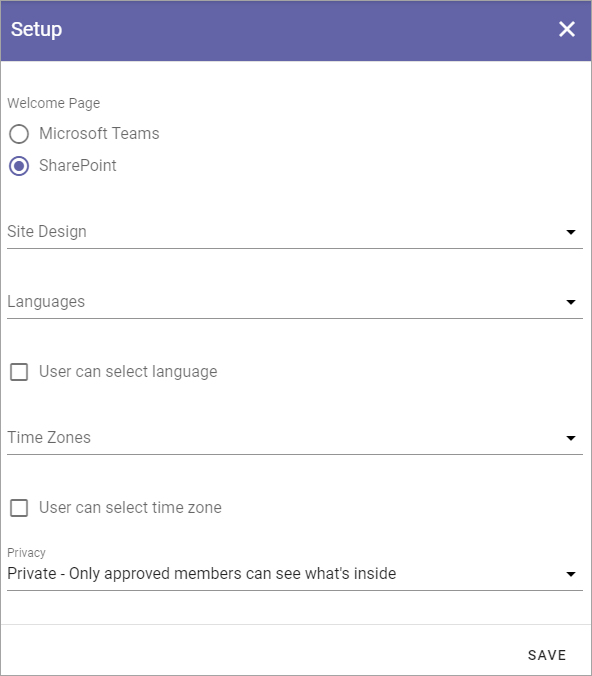 Setup
Welcome Page
Microsoft Teams
SharePoint
Site Design
Languages
User can select language
Time Zones
User can select time zone
Privacy
Private - Only approved members can see what's inside
SAVE